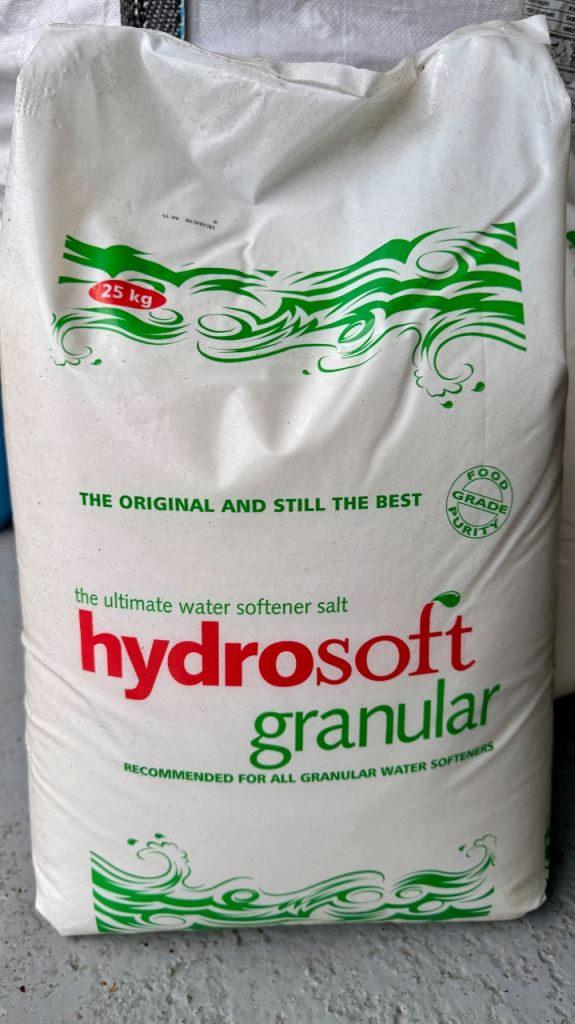 25 kg
THE ORIGINAL AND STILL THE BEST
FOOD
GRADE
PURITY
the ultimate water softener salt
hydrosoft
granular
RECOMMENDED FOR ALL GRANULAR WATER SOFTENERS